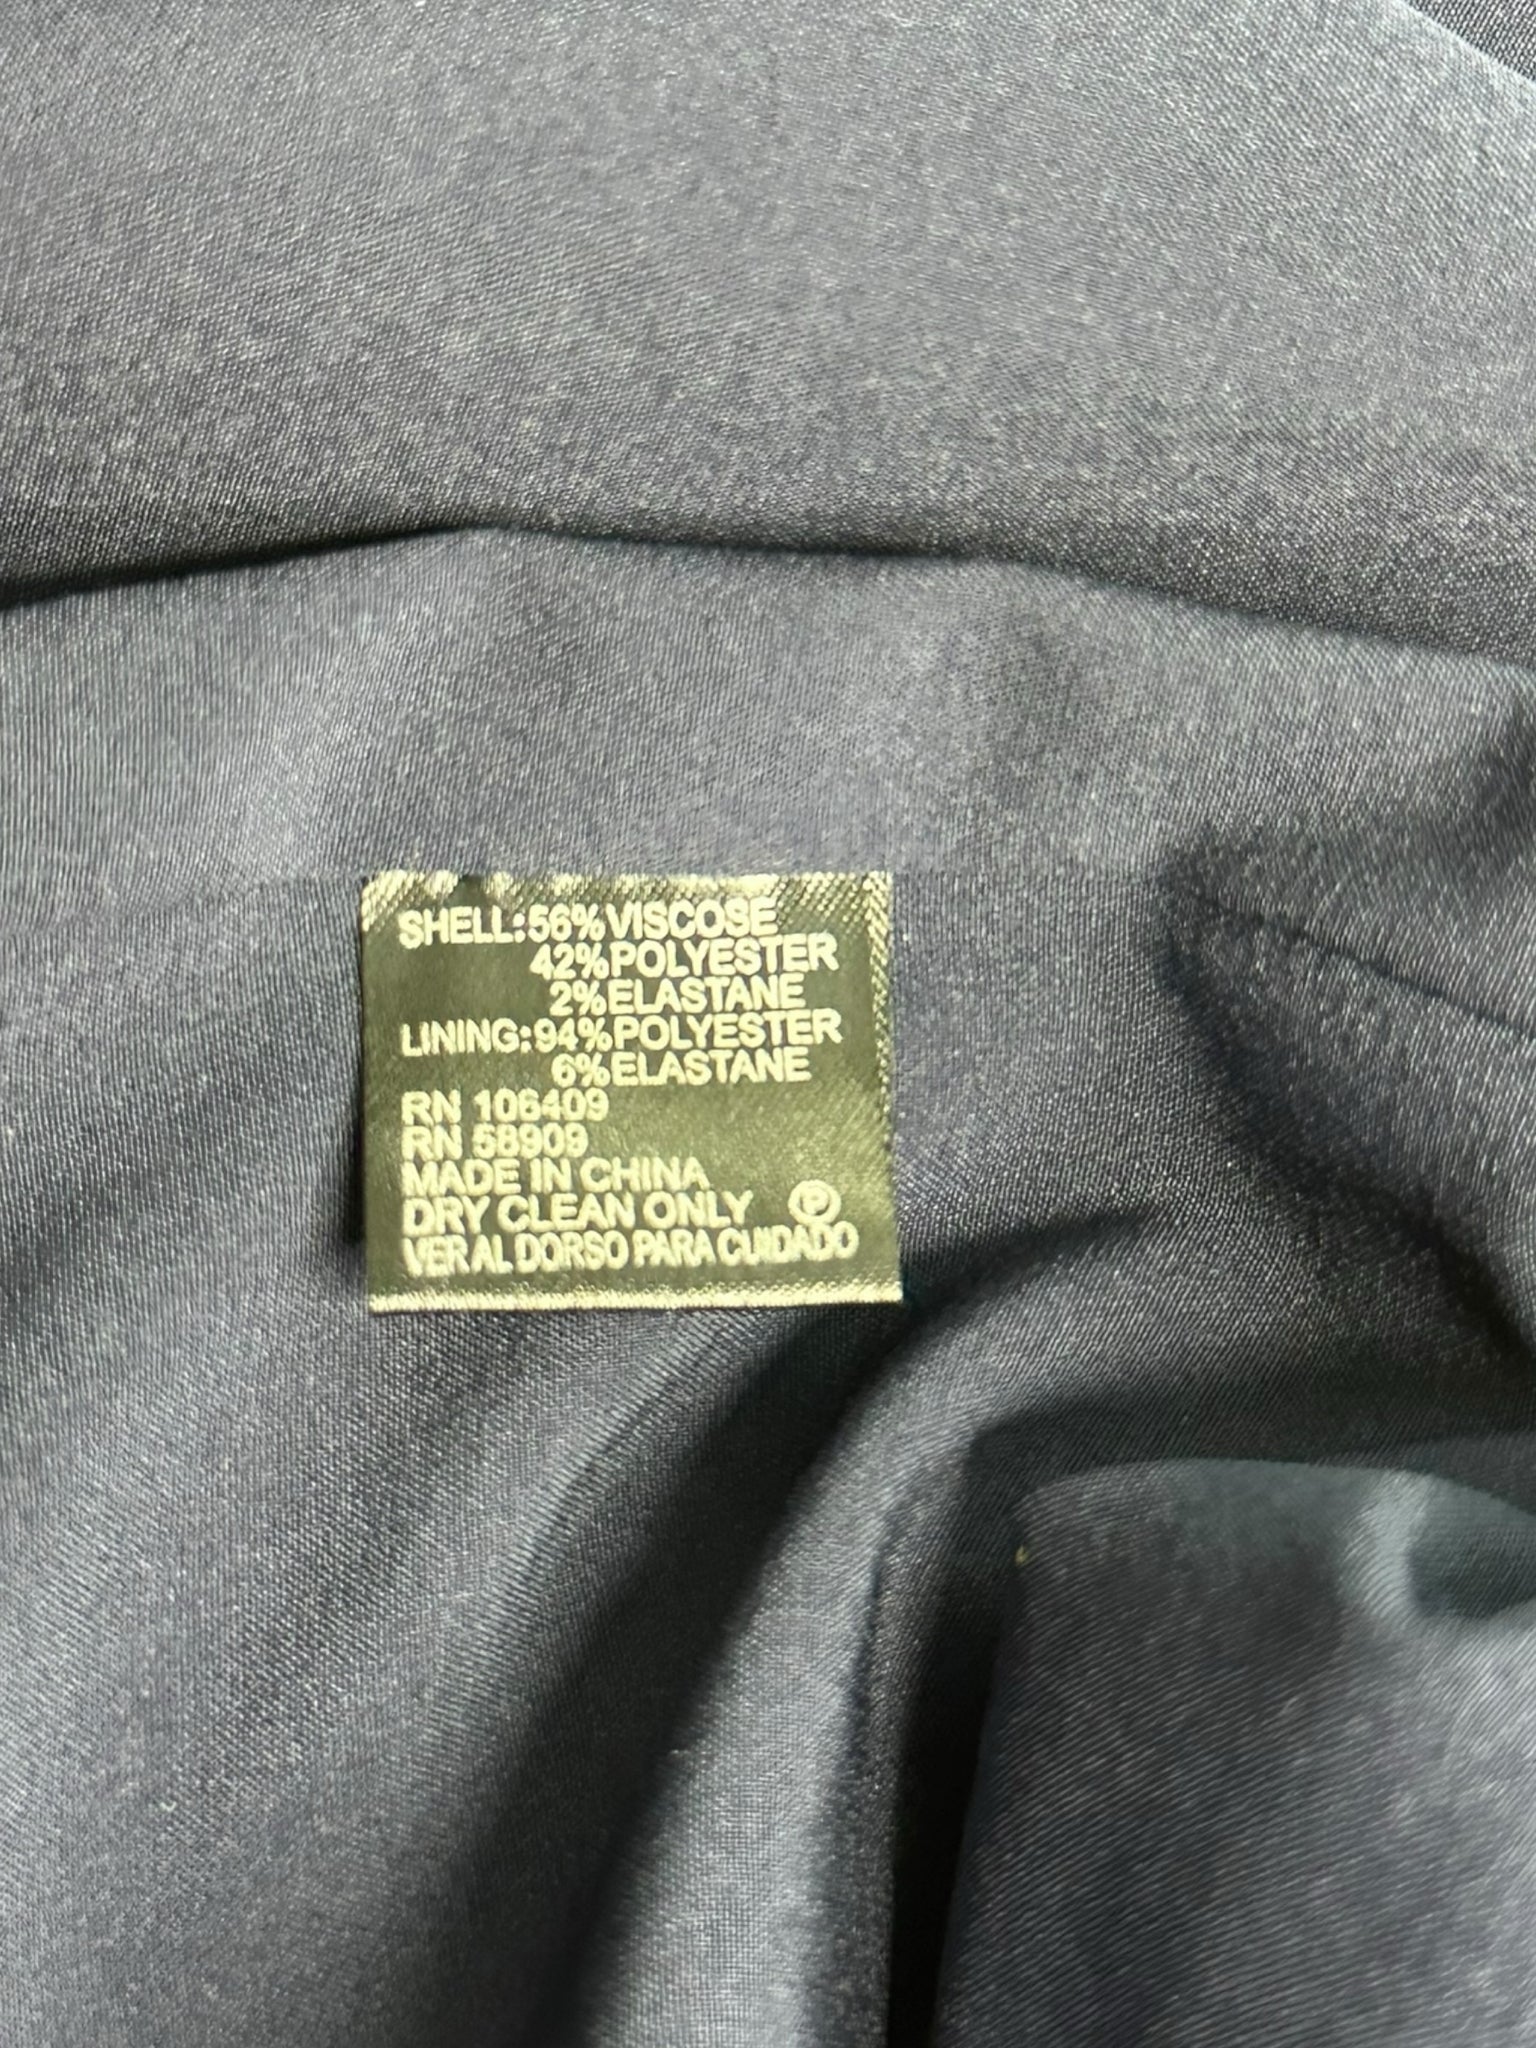 SHELL:56%VISCOSE
42%POLYESTER
2%ELASTANE
LINING:94%POLYESTER
6%ELASTANE
RN 106409
RN 58909
MADE IN CHINA
DRY CLEAN ONLY Ⓟ
VER AL DORSO PARA CUIDADO